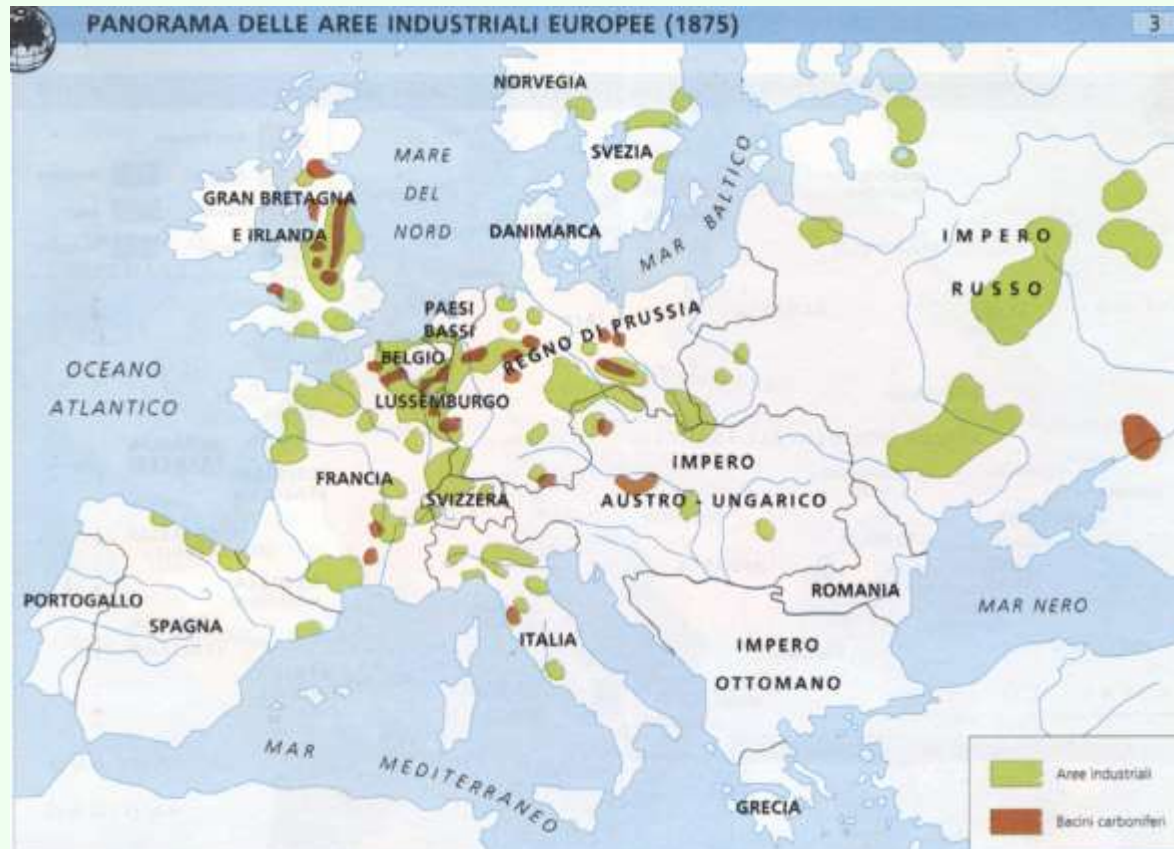 PANORAMA DELLE AREE INDUSTRIALI EUROPEE (1875)
3
NORVEGIA
SVEZIA
MARE
DEL
NORD
GRAN BRETAGNA
E IRLANDA
DANIMARCA
MAR BALTICO
IMPERO
RUSSO
PAESI
BASSI
BELGIO
REGNO DI PRUSSIA
LUSSEMBURGO
OCEANO
ATLANTICO
FRANCIA
SVIZZERA
IMPERO
AUSTRO - UNGARICO
ROMANIA
MAR NERO
PORTOGALLO
SPAGNA
ITALIA
IMPERO
OTTOMANO
MAR MEDITERRANEO
GRECIA
Aree industriali
Bacini carboniferi